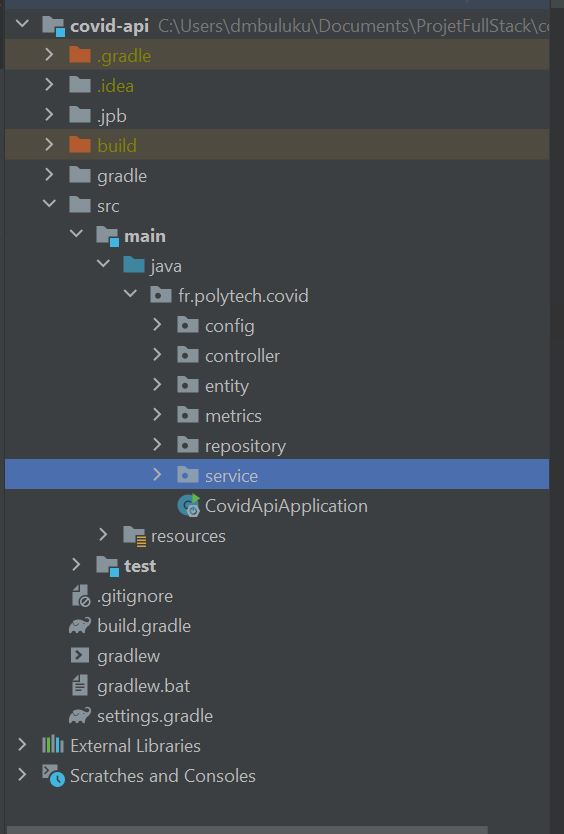 covid-api C:\Users\dmbuluku\Documents\ProjetFullStack\co
.gradle
.idea
.jpb
build
gradle
src
main
java
fr.polytech.covid
config
controller
entity
metrics
repository
service
CovidApiApplication
resources
test
.gitignore
build.gradle
gradlew
gradlew.bat
settings.gradle
External Libraries
Scratches and Consoles